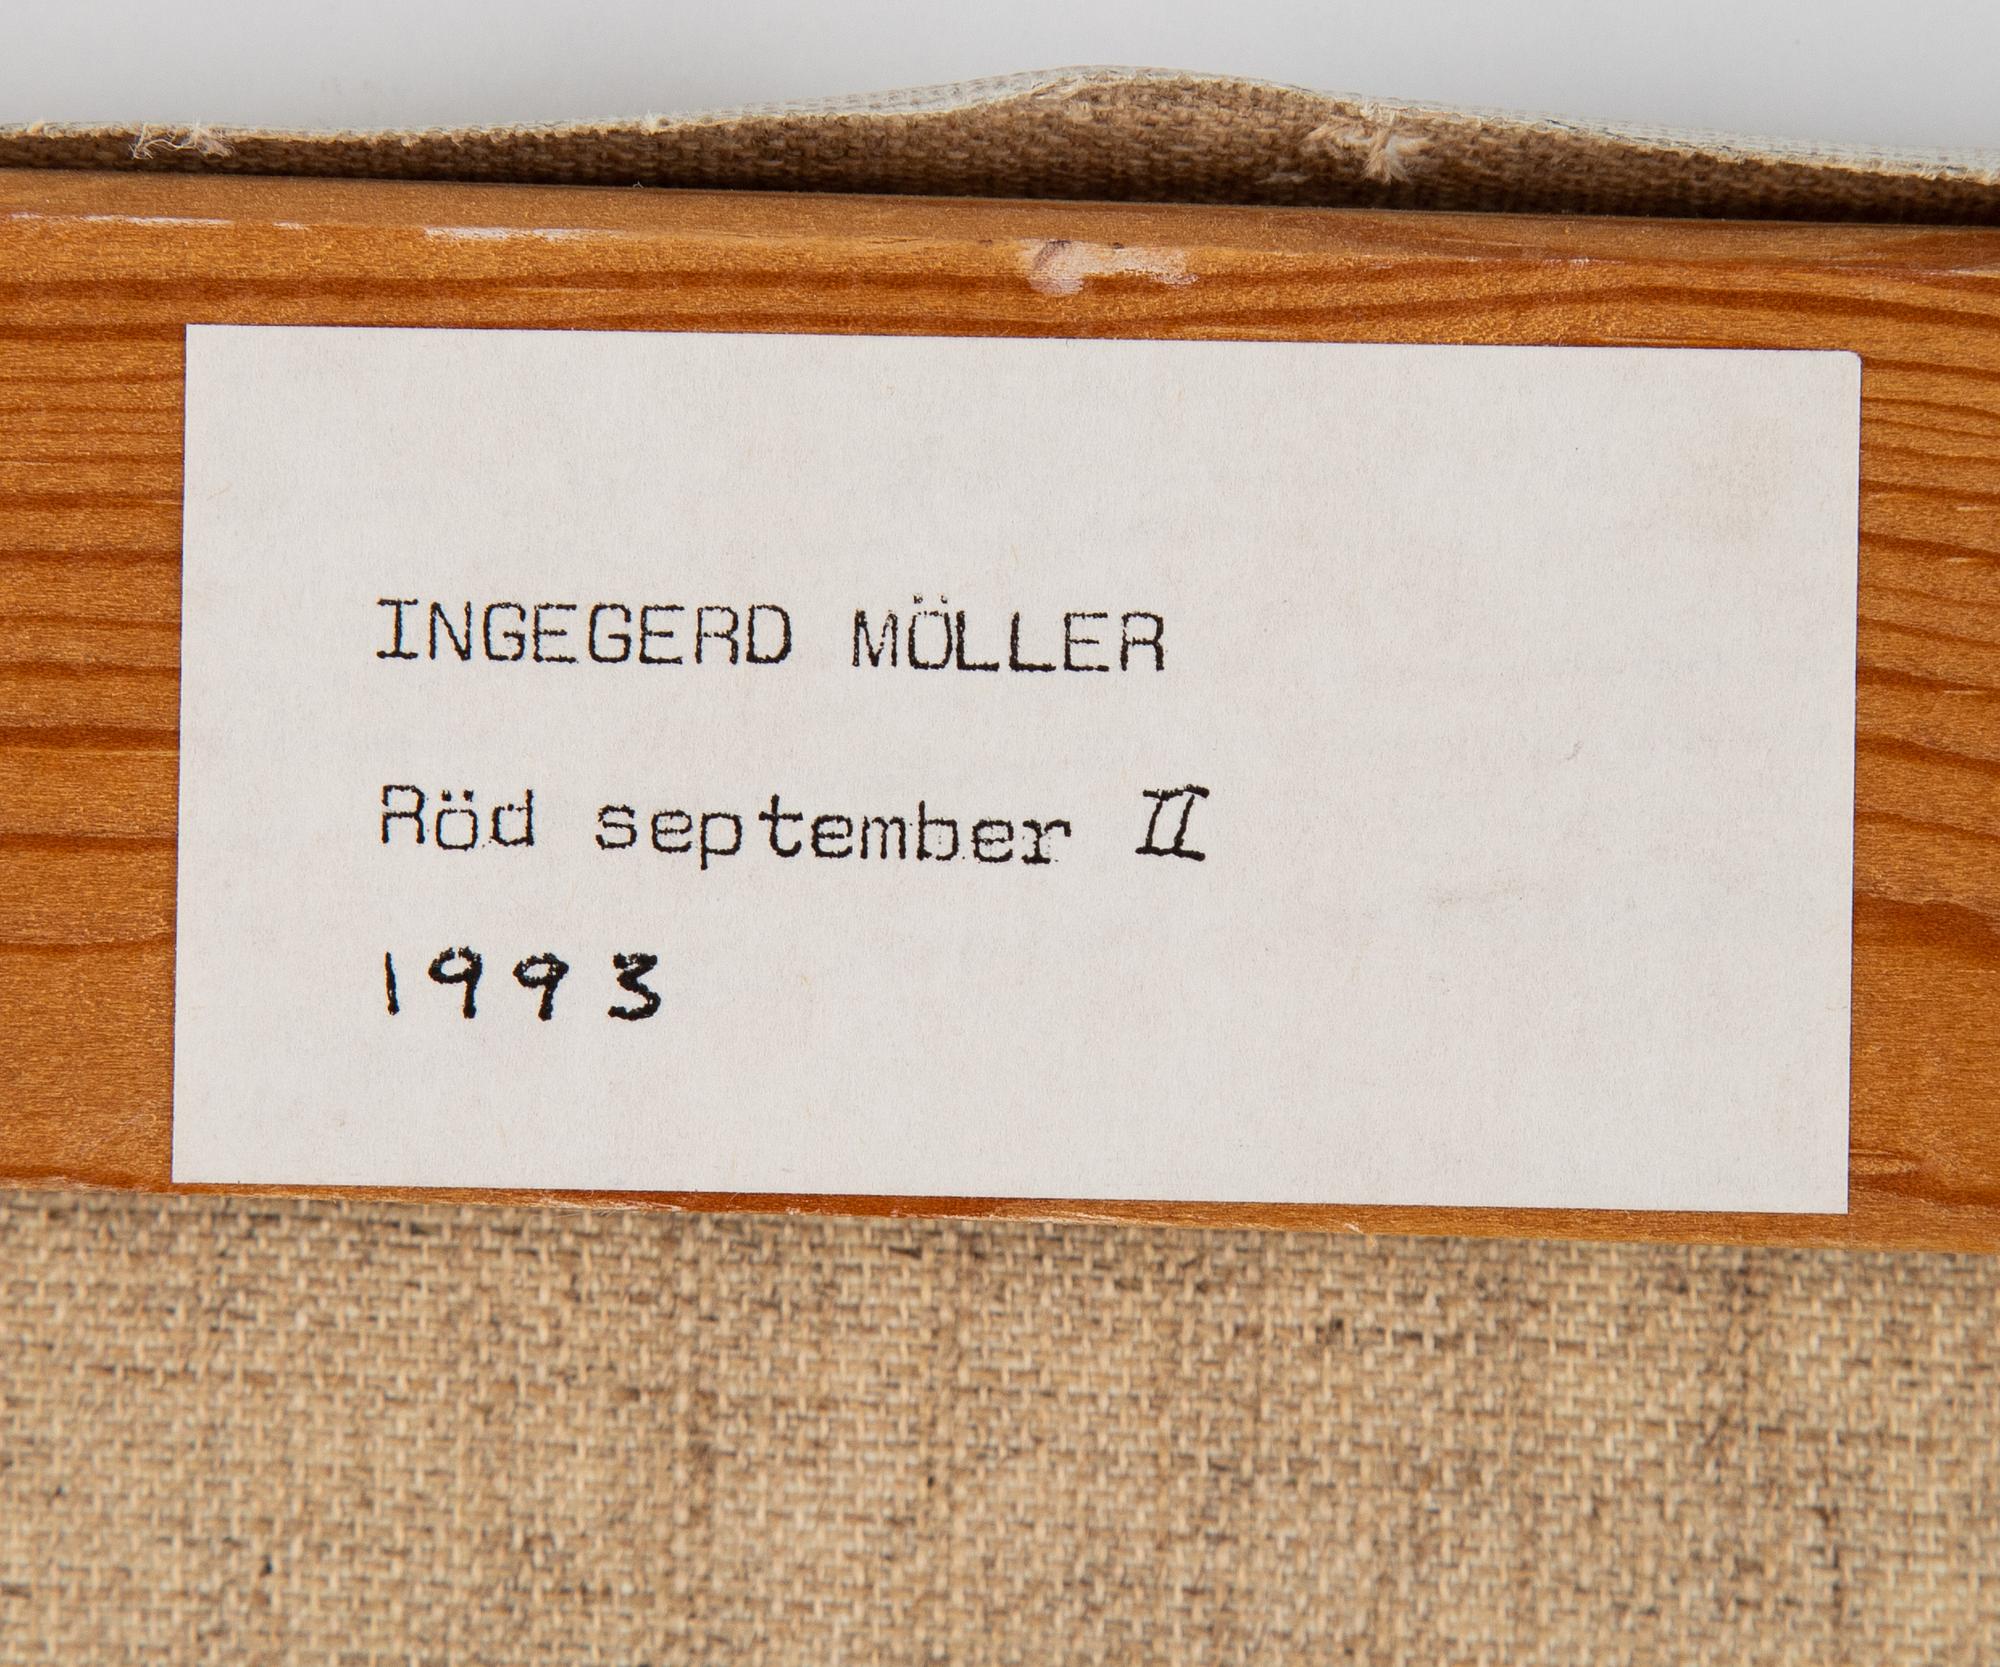 INGEGERD MÖLLER
Röd september II
1993